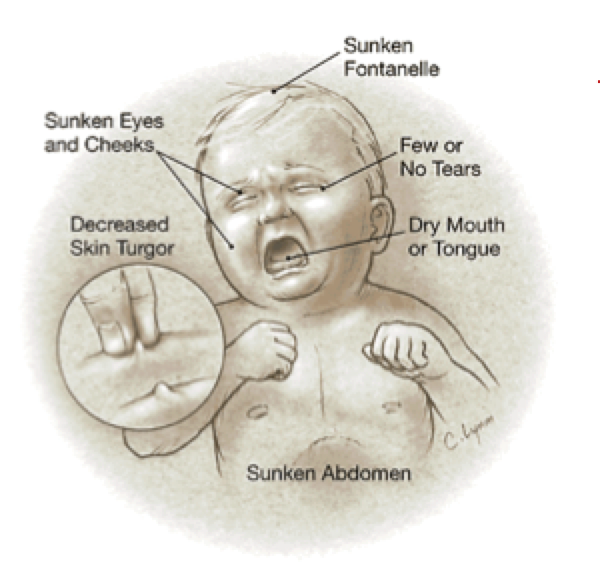 Sunken
Fontanelle
Sunken Eyes
and Cheeks
Few or
No Tears
Decreased
Skin Turgor
Dry Mouth
or Tongue
C. Lynn
Sunken Abdomen